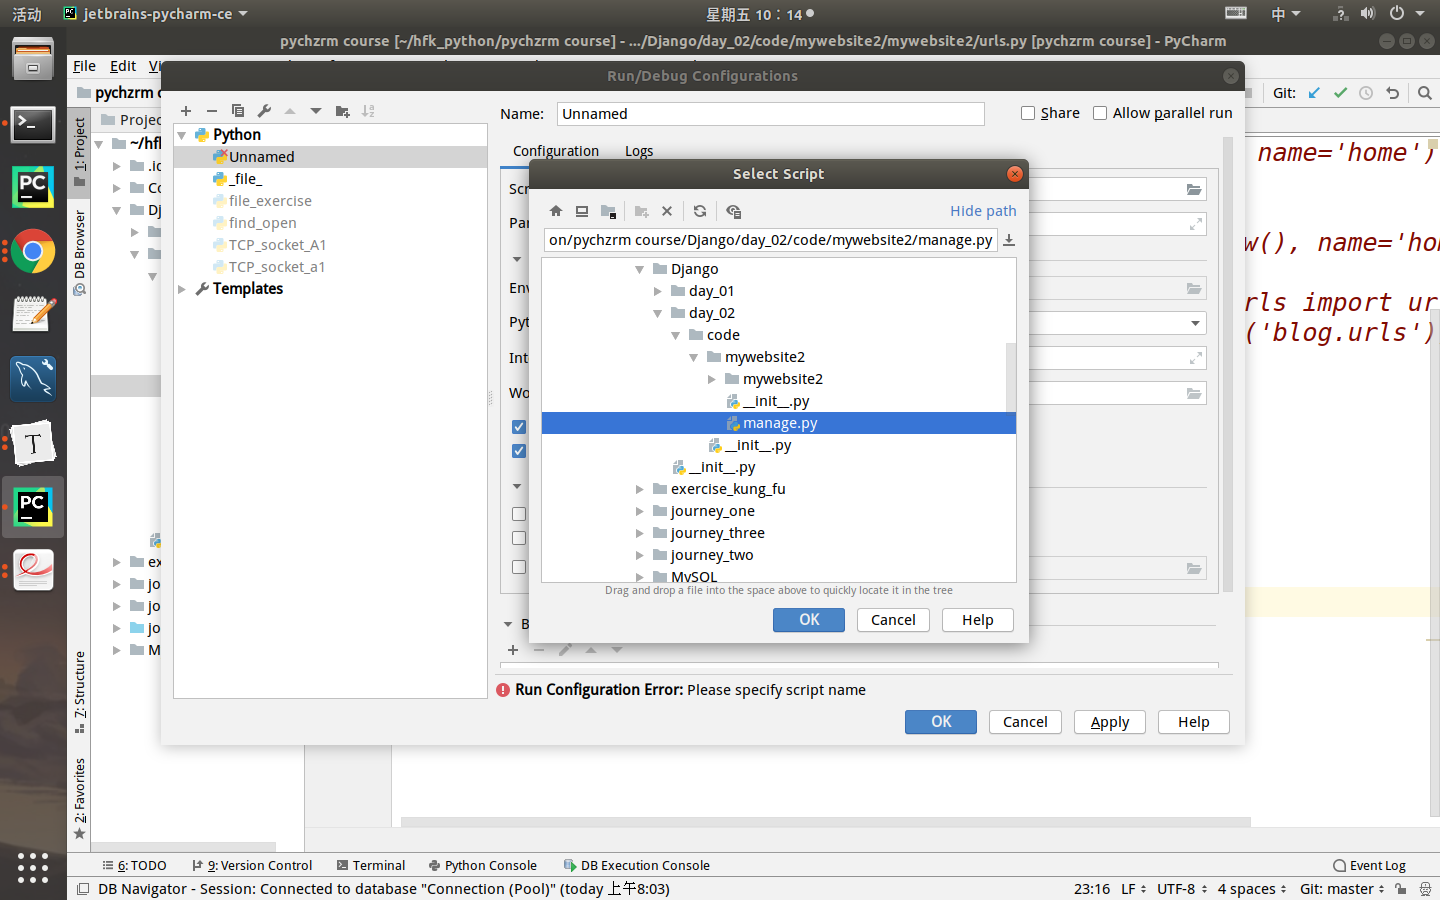 活动
jetbrains-pycharm-ce
星期五 10：14
中
pychzrm course [~/hfk_python/pychzrm course] - .../Django/day_02/code/mywebsite2/mywebsite2/urls.py [pychzrm course] - PyCharm
File Edit
Run/Debug Configurations
pychzrm
Git:
Name: Unnamed
Share
Allow parallel run
1: Project
DB Browser
7: Structure
2: Favorites
Python
Unnamed
_file_
file_exercise
find_open
TCP_socket_A1
TCP_socket_a1
Templates
Configuration
Logs
Select Script
Hide path
on/pychzrm course/Django/day_02/code/mywebsite2/manage.py
Django
day_01
day_02
code
mywebsite2
mywebsite2
__init__.py
manage.py
__init__.py
__init__.py
exercise_kung_fu
journey_one
journey_three
journey_two
MySQL
Drag and drop a file into the space above to quickly locate it in the tree
OK
Cancel
Help
name='home')
w(), name='hom
rls import ur
('blog.urls')
Run Configuration Error: Please specify script name
OK
Cancel
Apply
Help
6: TODO
9: Version Control
Terminal
Python Console
DB Execution Console
Event Log
DB Navigator - Session: Connected to database "Connection (Pool)" (today 上午8:03)
23:16
LF
UTF-8
4 spaces
Git: master